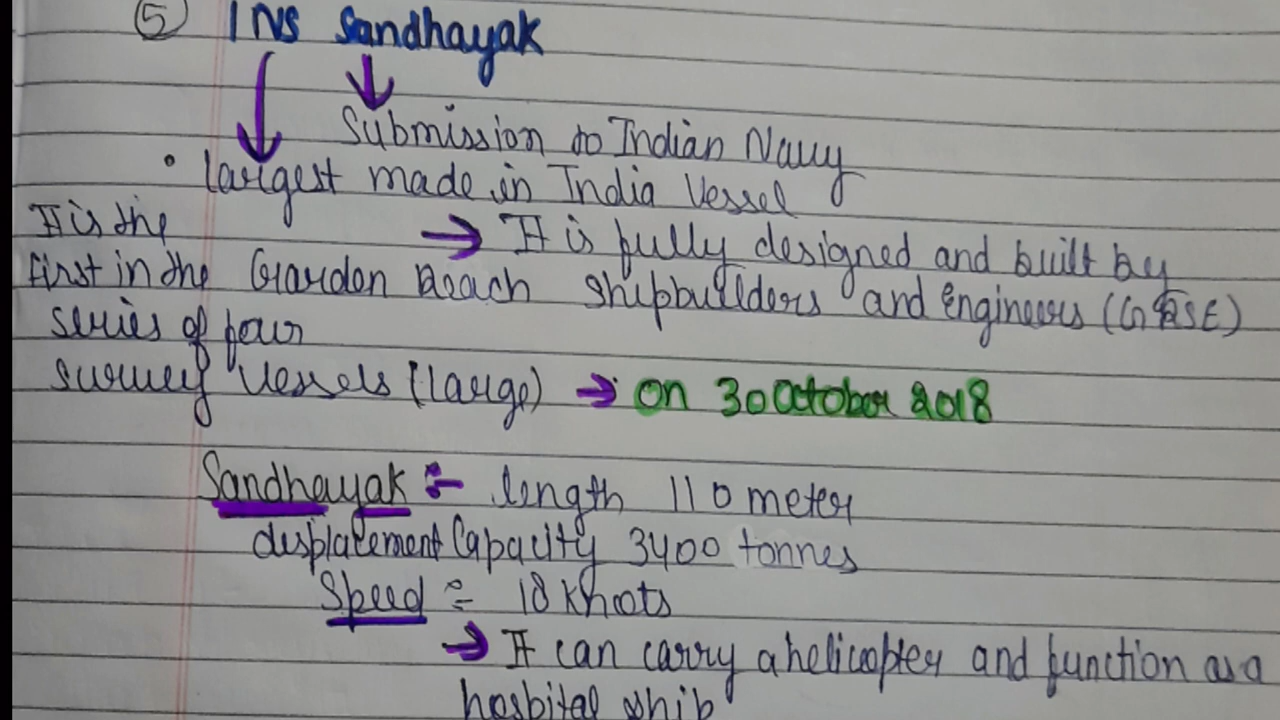 ⑤ INS Sandhayak
Submission to Indian Navy
• largest made in India Vessel
It is the → It is fully designed and built by
First in the Garden Reach shipbuilders and Engineers (GRSE)
series of four
survey vessels (large) → on 30 October 2018
Sandhayak :- length 110 meter
displacement Capacity 3400 tonnes
Speed = 18 Knots
→ It can carry a helicopter and function as a
hospital ship